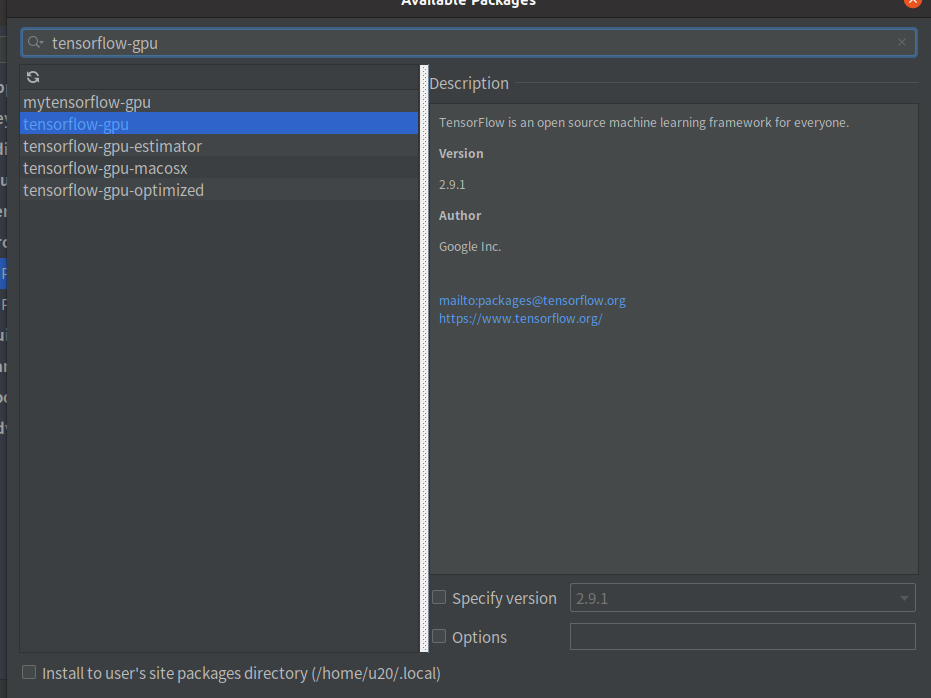 Available Packages
tensorflow-gpu
mytensorflow-gpu
tensorflow-gpu
tensorflow-gpu-estimator
tensorflow-gpu-macosx
tensorflow-gpu-optimized
Description
TensorFlow is an open source machine learning framework for everyone.
Version
2.9.1
Author
Google Inc.
mailto:packages@tensorflow.org
https://www.tensorflow.org/
Specify version
2.9.1
Options
Install to user's site packages directory (/home/u20/.local)